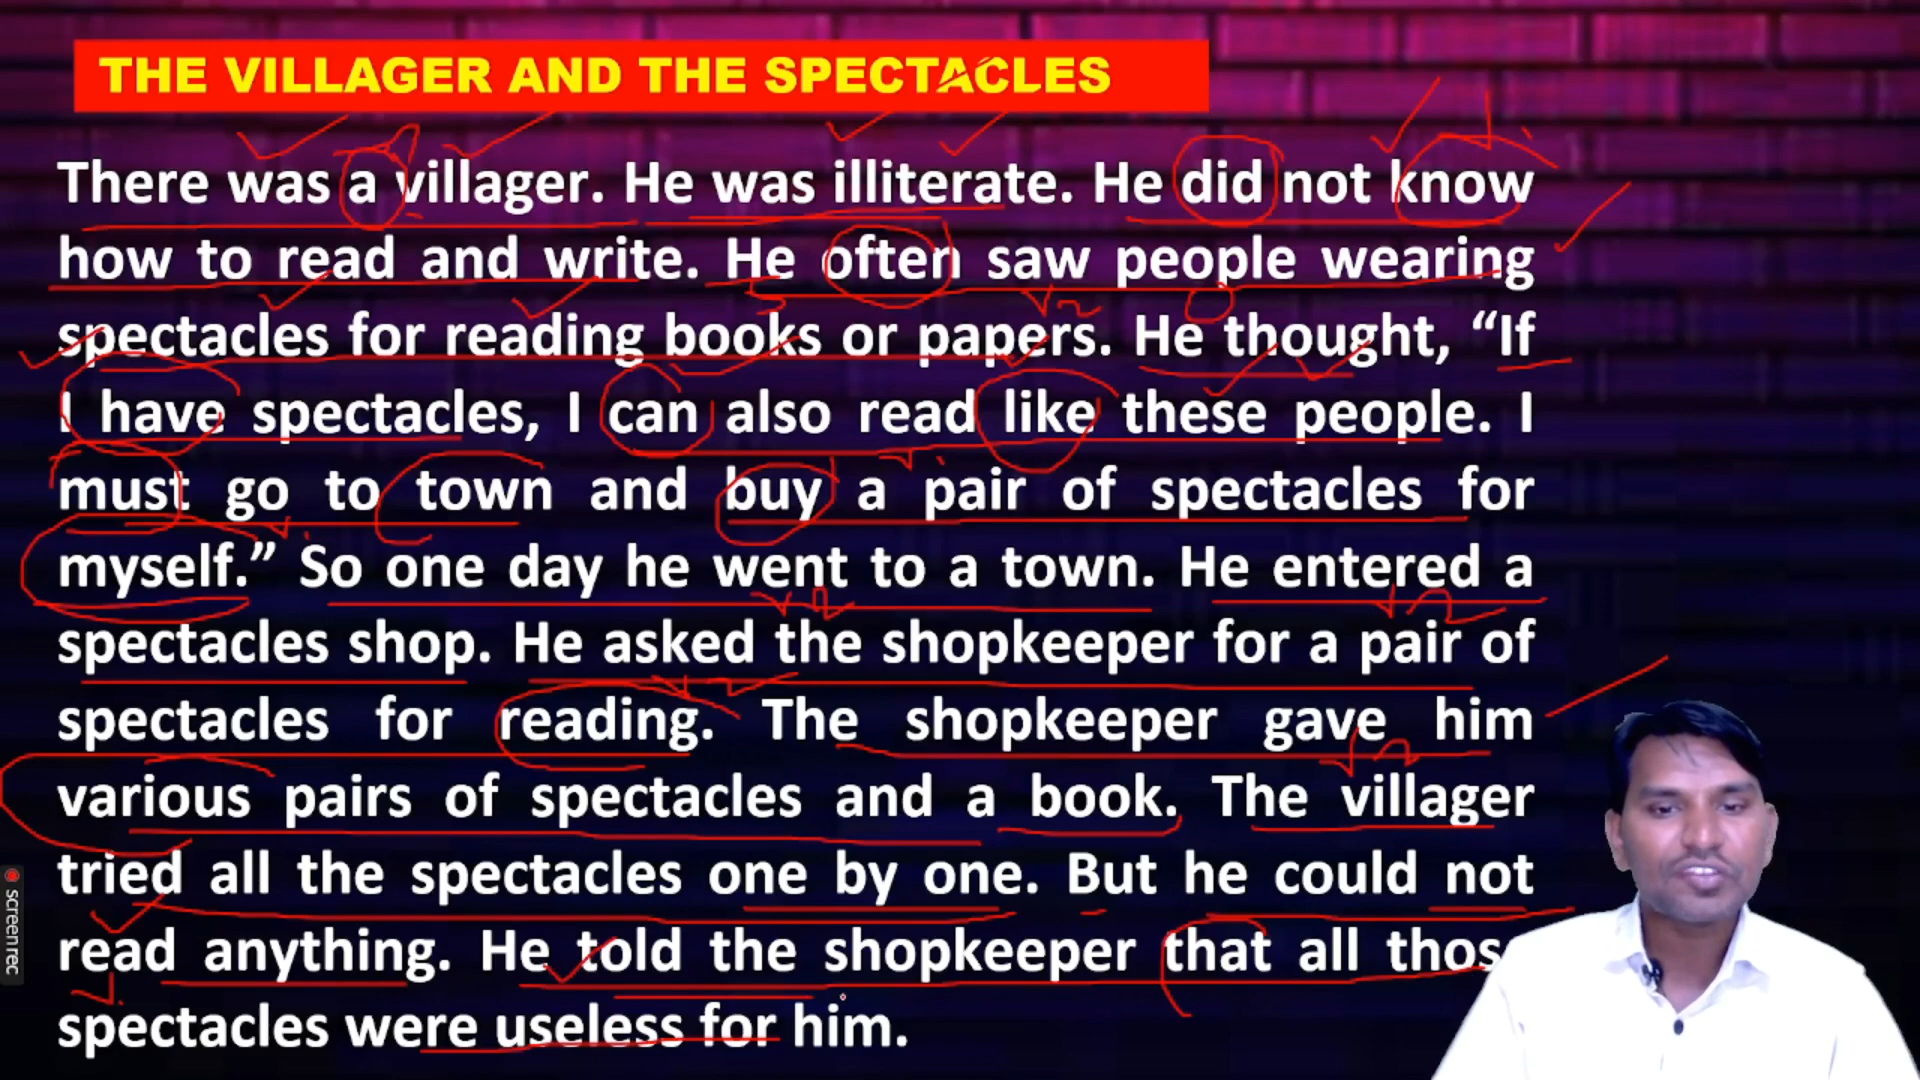 THE VILLAGER AND THE SPECTACLES
There was a villager. He was illiterate. He did not know
how to read and write. He often saw people wearing
spectacles for reading books or papers. He thought, “If
I have spectacles, I can also read like these people. I
must go to town and buy a pair of spectacles for
myself.” So one day he went to a town. He entered a
spectacles shop. He asked the shopkeeper for a pair of
spectacles for reading. The shopkeeper gave him
various pairs of spectacles and a book. The villager
tried all the spectacles one by one. But he could not
read anything. He told the shopkeeper that all thos
spectacles were useless for him.
screenrec